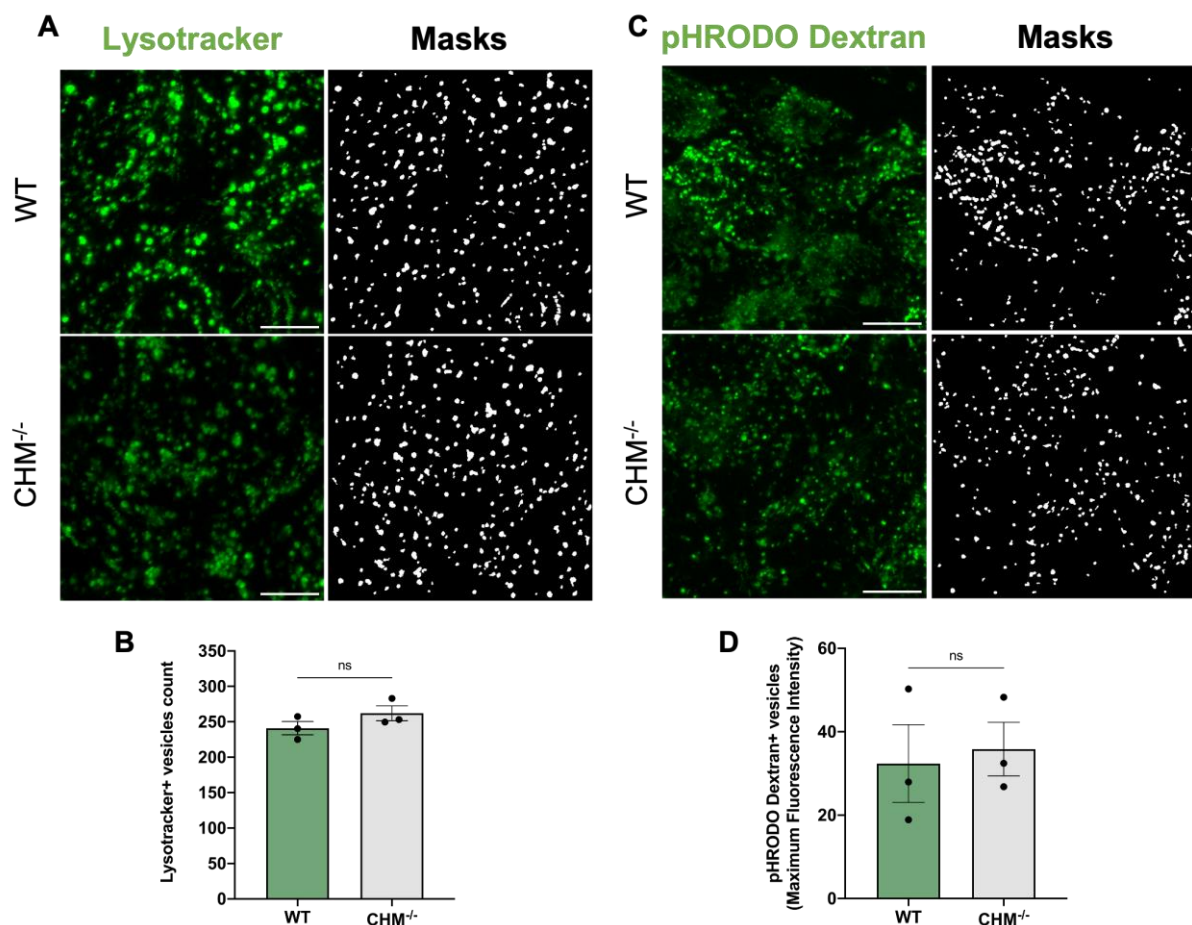 A
Lysotracker
Masks
WT
CHM-/-
B
Lysotracker+ vesicles count
350
300
250
200
150
100
50
0
ns
WT
CHM-/-
C
pHRODO Dextran
Masks
WT
CHM-/-
D
pHRODO Dextran+ vesicles
(Maximum Fluorescence Intensity)
60
40
20
0
ns
WT
CHM-/-